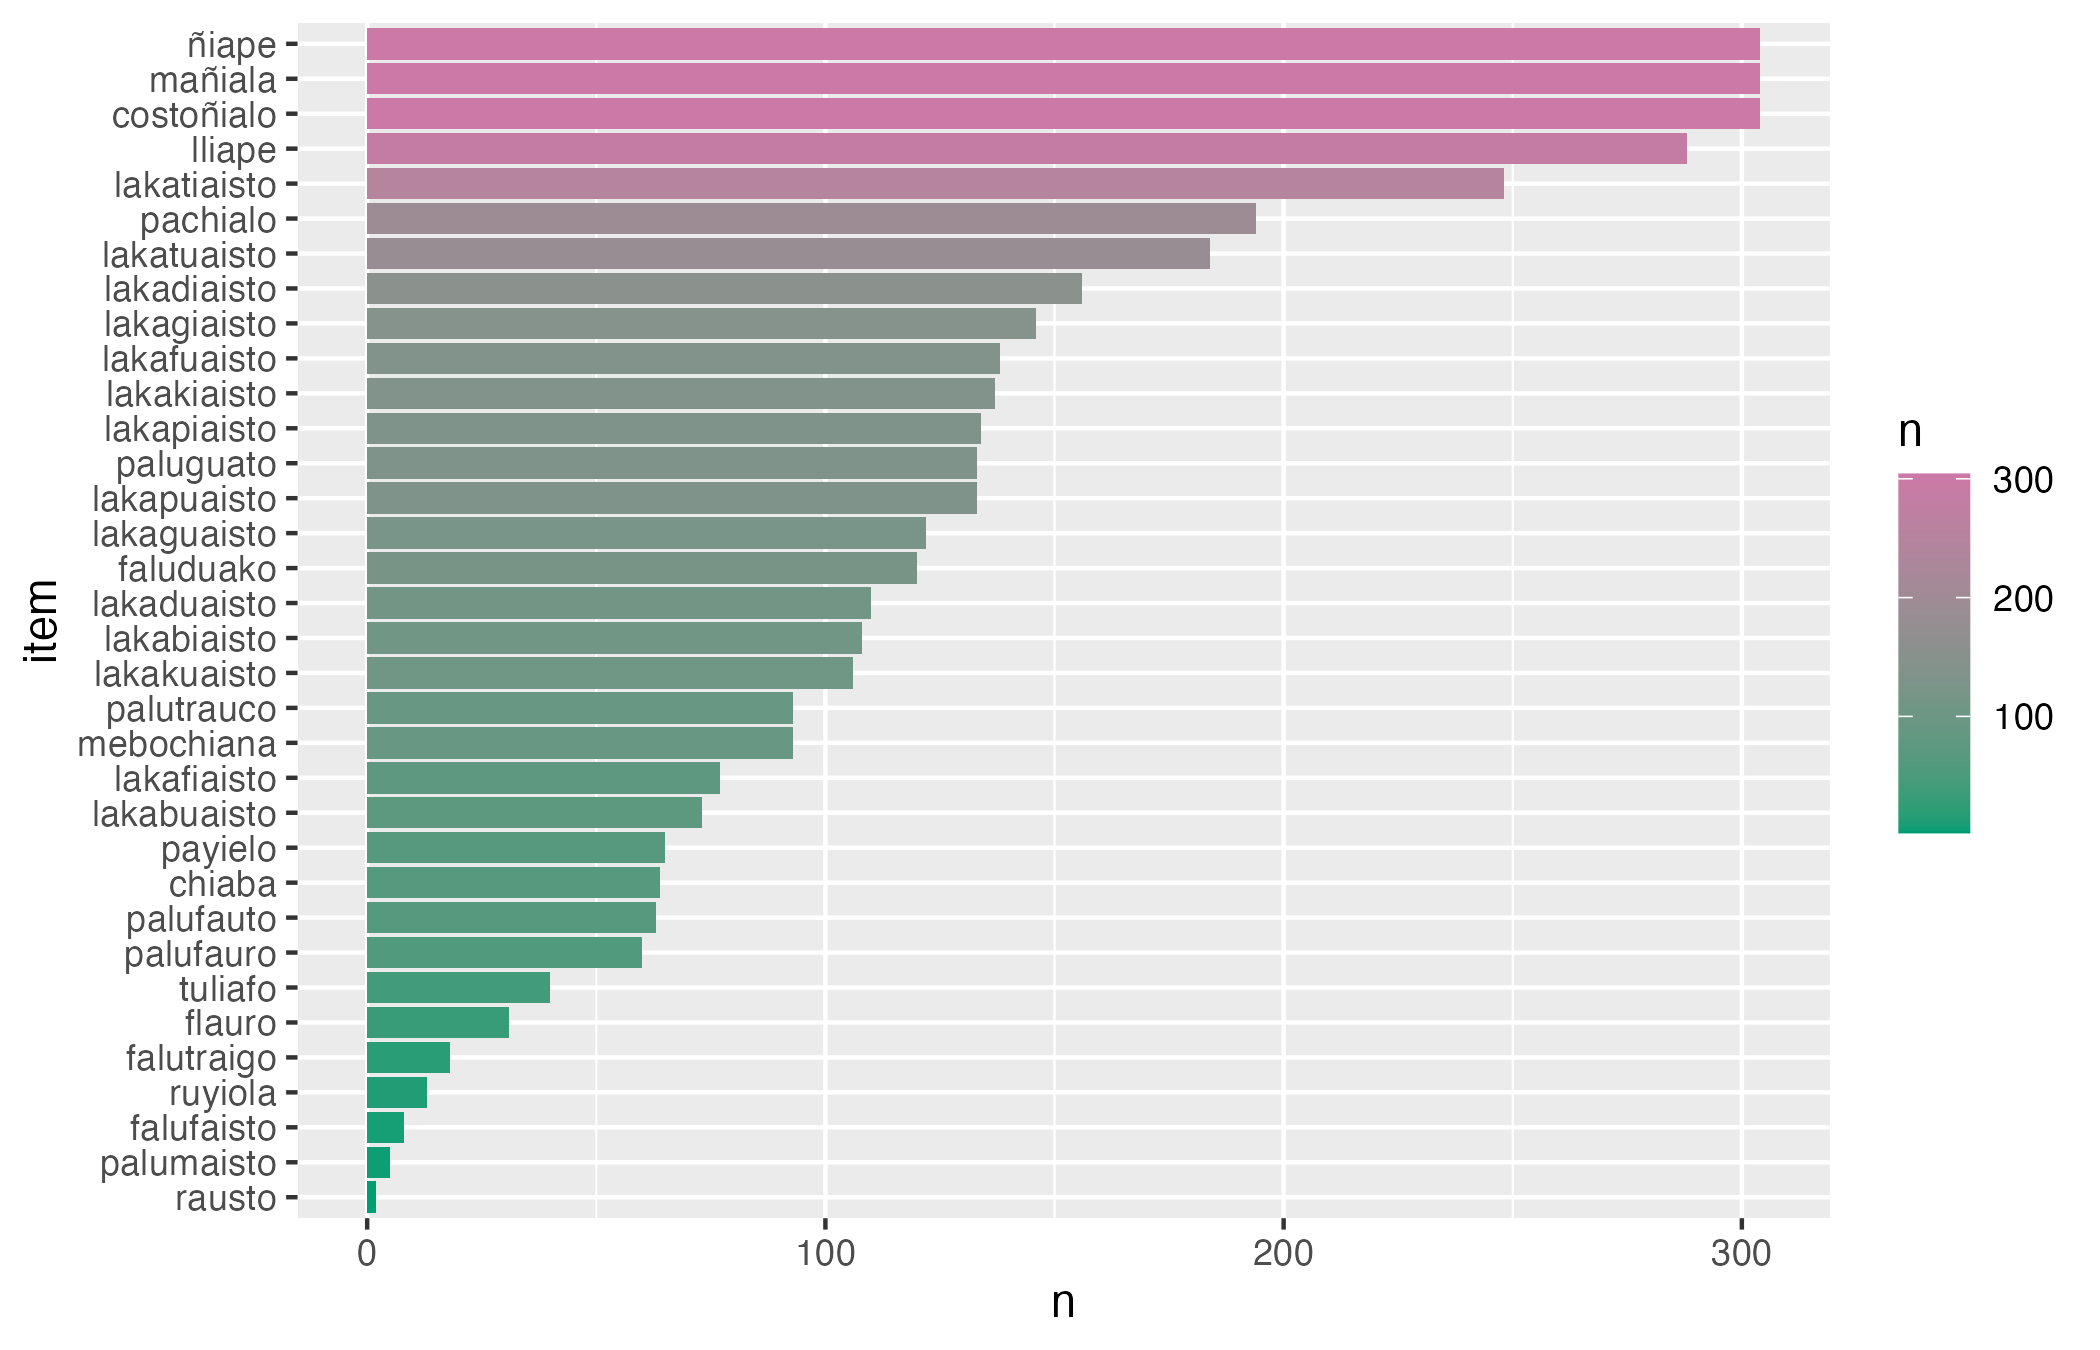 ñiape
mañiala
costoñialo
lliape
lakatiaisto
pachialo
lakatuaisto
lakadiaisto
lakagiaisto
lakafuaisto
lakakiaisto
lakapiaisto
paluguato
lakapuaisto
lakaguaisto
faluduako
lakaduaisto
lakabiaisto
lakakuaisto
palutrauco
mebochiana
lakafiaisto
lakabuaisto
payielo
chiaba
palufauto
palufauro
tuliafo
flauro
falutraigo
ruyiola
falufaisto
palumaisto
rausto
item
0 100 200 300
n
n
300
200
100